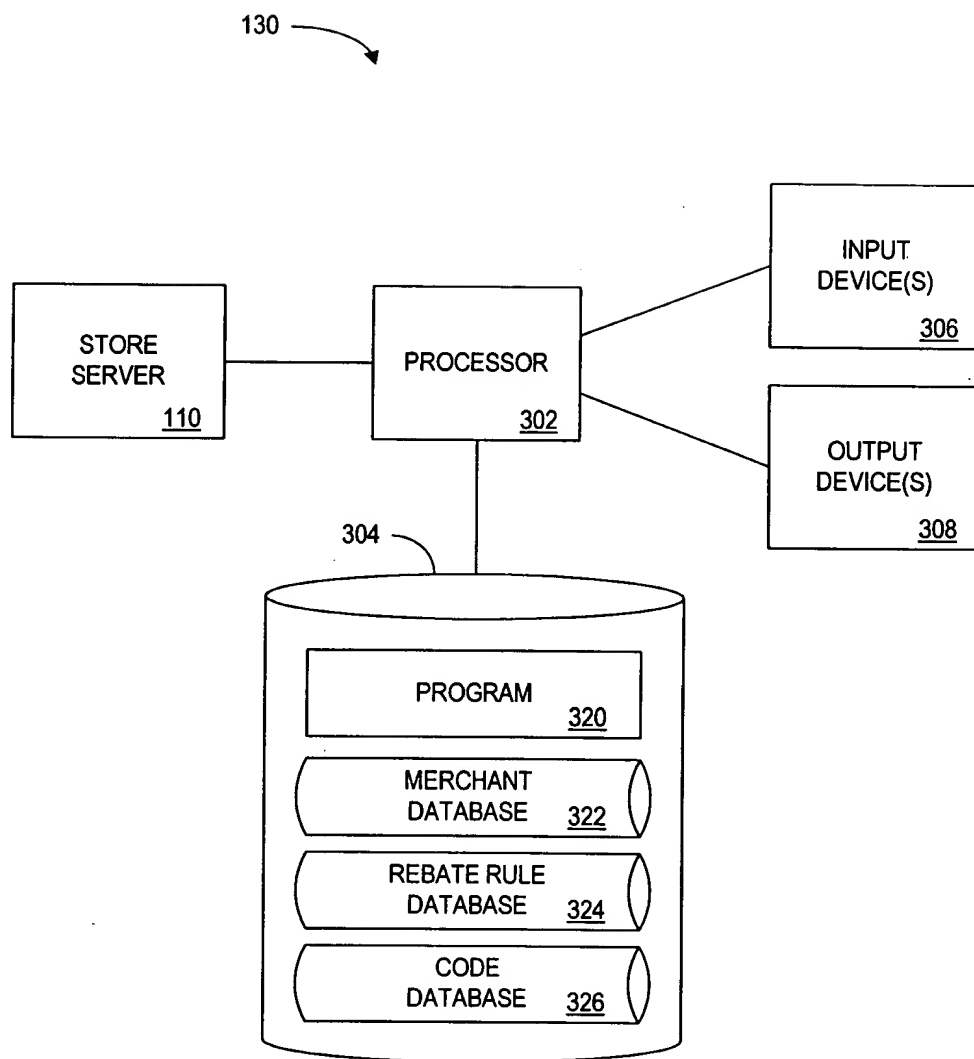 130
STORE
SERVER
110
PROCESSOR
302
INPUT
DEVICE(S)
306
OUTPUT
DEVICE(S)
308
304
PROGRAM
320
MERCHANT
DATABASE
322
REBATE RULE
DATABASE
324
CODE
DATABASE
326